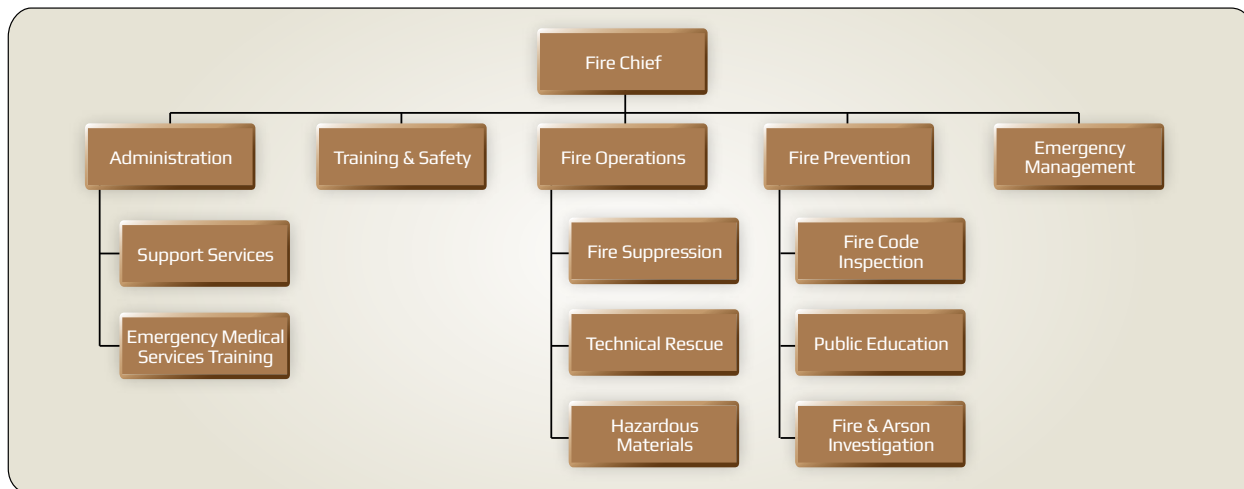 Fire Chief
Administration
Training & Safety
Fire Operations
Fire Prevention
Emergency
Management
Support Services
Emergency Medical
Services Training
Fire Suppression
Technical Rescue
Hazardous
Materials
Fire Code
Inspection
Public Education
Fire & Arson
Investigation